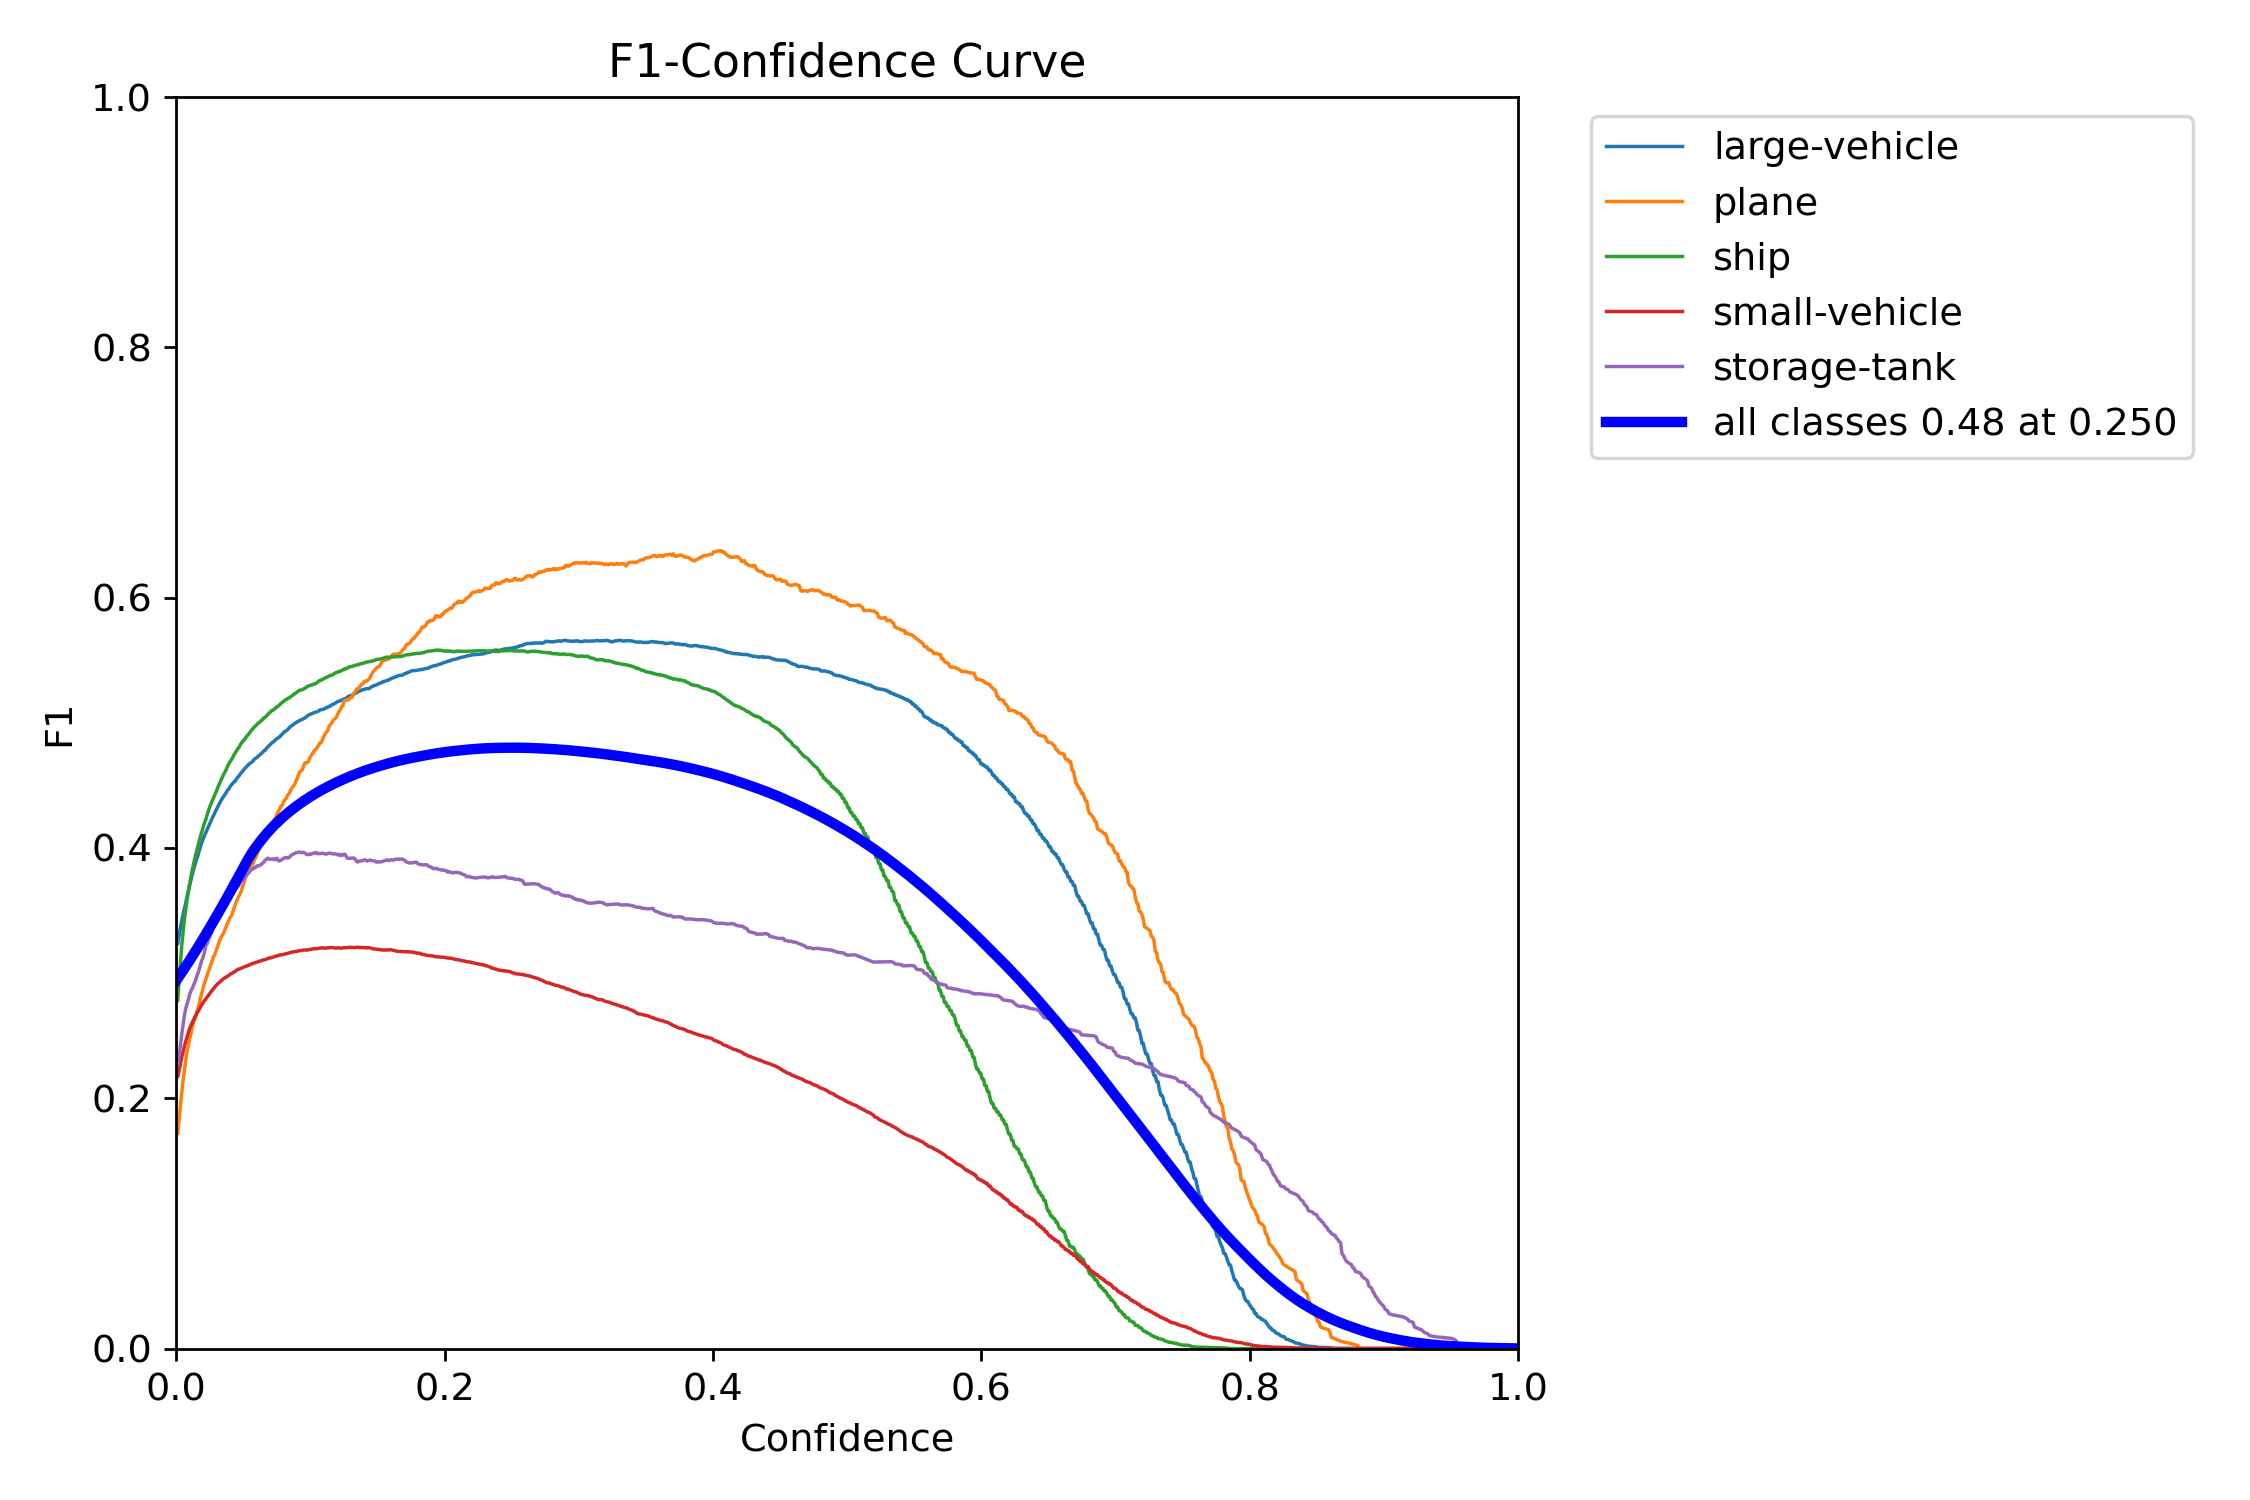 F1-Confidence Curve
1.0
0.8
0.6
0.4
0.2
0.0
F1
0.0 0.2 0.4 0.6 0.8 1.0
Confidence
large-vehicle
plane
ship
small-vehicle
storage-tank
all classes 0.48 at 0.250